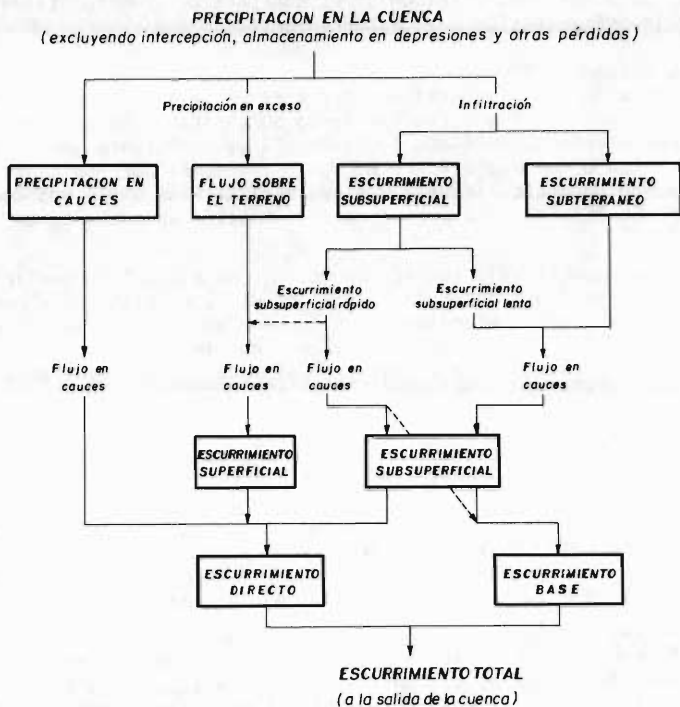 PRECIPITACION EN LA CUENCA
(excluyendo intercepción, almacenamiento en depresiones y otras pérdidas)
Precipitación en exceso
Infiltración
PRECIPITACION EN
CAUCES
FLUJO SOBRE
EL TERRENO
ESCURRIMIENTO
SUBSUPERFICIAL
ESCURRIMIENTO
SUBTERRANEO
Escurrimiento
subsuperficial rápido
Escurrimiento
subsuperficial lenta
Flujo en
cauces
Flujo en
cauces
Flujo en
cauces
Flujo en
cauces
ESCURRIMIENTO
SUPERFICIAL
ESCURRIMIENTO
SUBSUPERFICIAL
ESCURRIMIENTO
DIRECTO
ESCURRIMIENTO
BASE
ESCURRIMIENTO TOTAL
(a la salida de la cuenca)